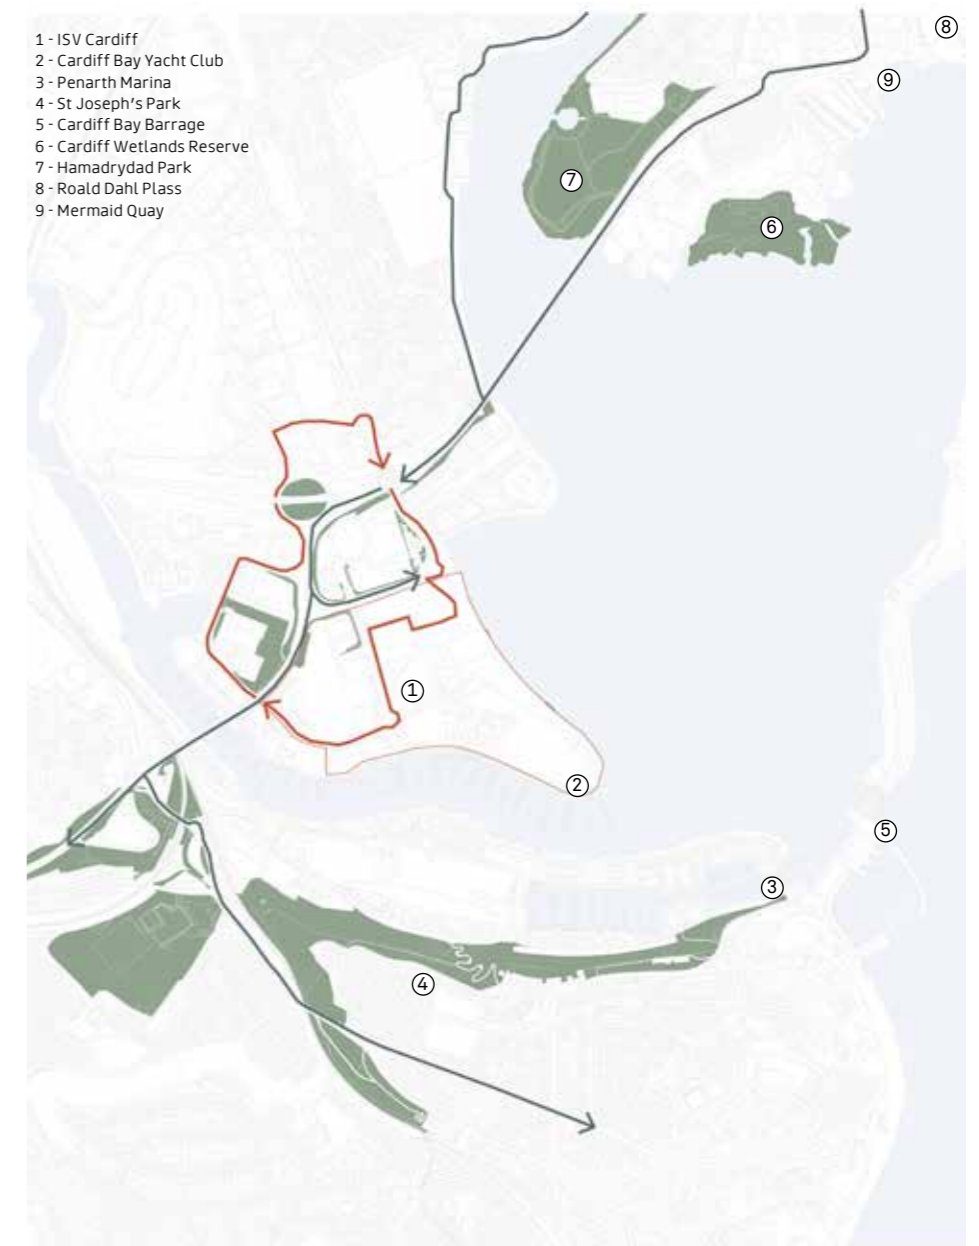 1 - ISV Cardiff
2 - Cardiff Bay Yacht Club
3 - Penarth Marina
4 - St Joseph's Park
5 - Cardiff Bay Barrage
6 - Cardiff Wetlands Reserve
7 - Hamadrydad Park
8 - Roald Dahl Plass
9 - Mermaid Quay
8
9
7
6
1
2
5
3
4